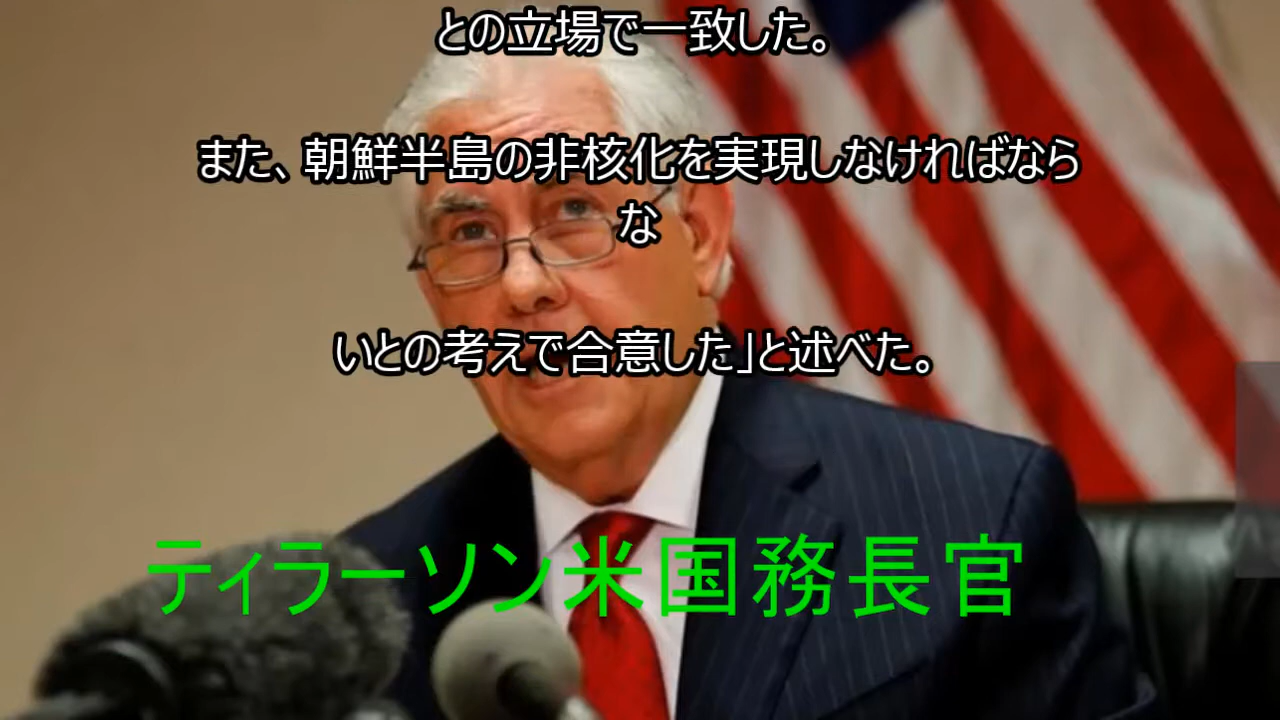 との立場で一致した。
また、朝鮮半島の非核化を実現しなければなら
な
いとの考えで合意した」と述べた。
ティラーソン米国務長官